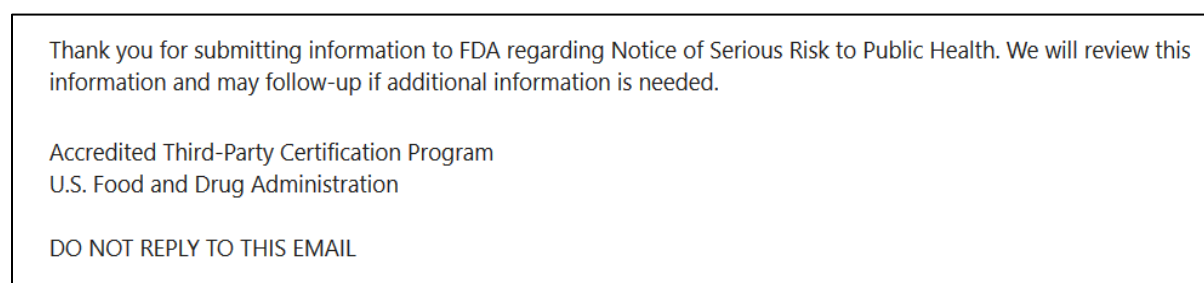 Thank you for submitting information to FDA regarding Notice of Serious Risk to Public Health. We will review this
information and may follow-up if additional information is needed.
Accredited Third-Party Certification Program
U.S. Food and Drug Administration
DO NOT REPLY TO THIS EMAIL